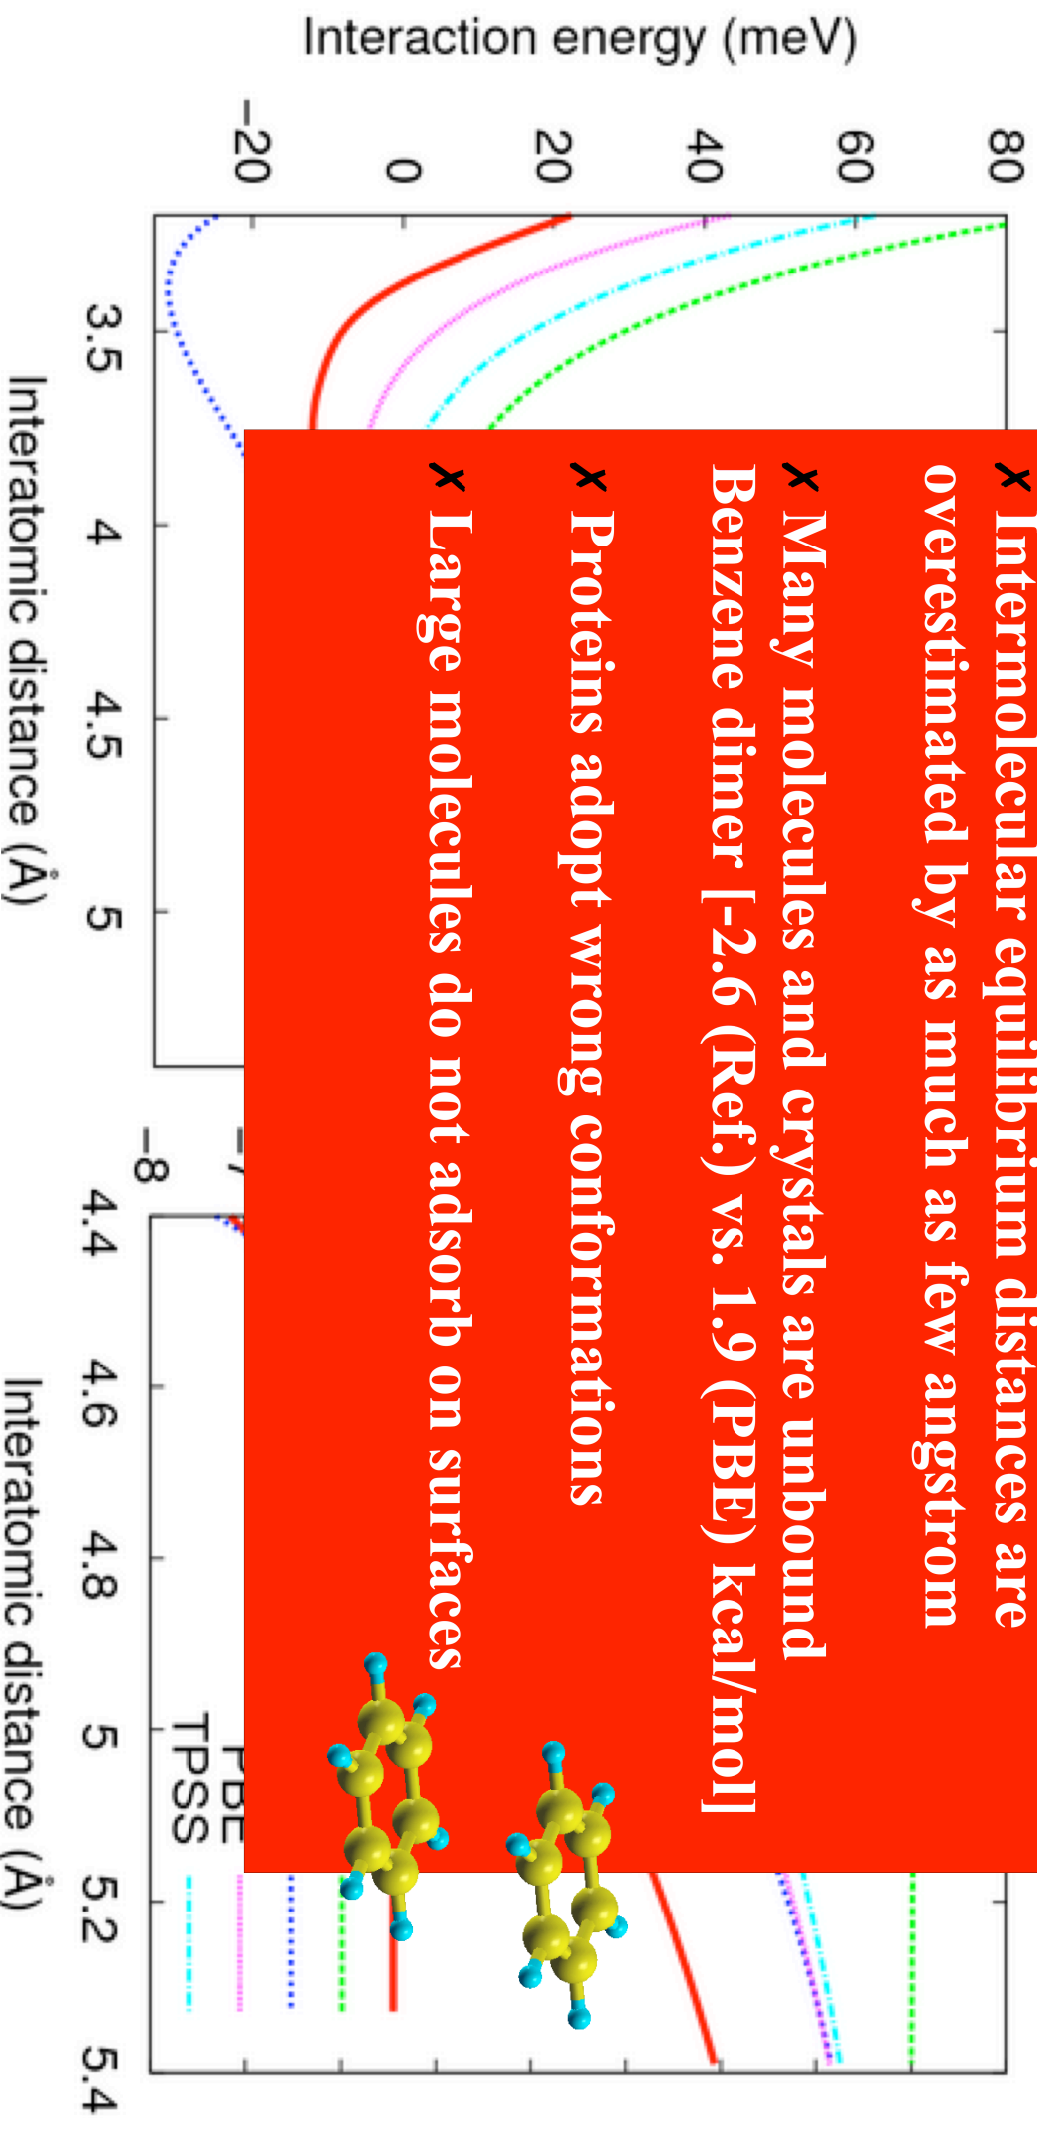 ✗ Intermolecular equilibrium distances are
overestimated by as much as few angstrom
✗ Many molecules and crystals are unbound
Benzene dimer [-2.6 (Ref.) vs. 1.9 (PBE) kcal/mol]
✗ Proteins adopt wrong conformations
✗ Large molecules do not adsorb on surfaces
Interaction energy (meV)
80
60
40
20
0
−20
3.5
4
4.5
5
Interatomic distance (Å)
−7
−8
4.4
4.6
4.8
5
5.2
5.4
Interatomic distance (Å)
PBE
TPSS